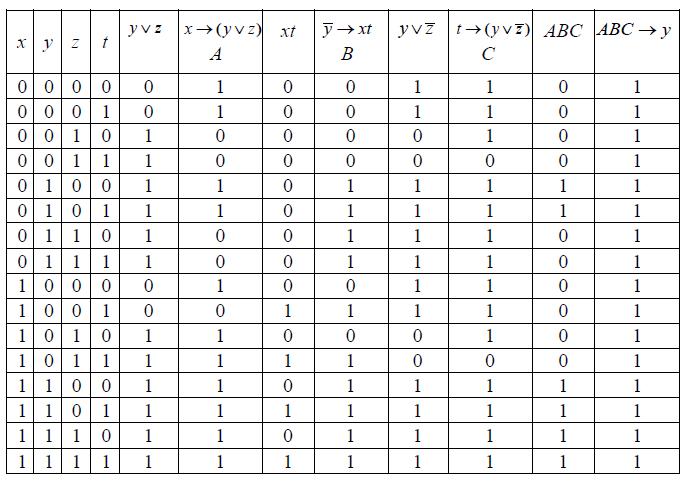 x y z t y∨z x→(y∨z) A xt y̅→xt B y∨z̅ t→(y∨z̅) C ABC ABC→y
0 0 0 0 0 1 0 0 1 1 0 1
0 0 0 1 0 1 0 0 1 1 0 1
0 0 1 0 1 0 0 0 0 1 0 1
0 0 1 1 1 0 0 0 0 0 0 1
0 1 0 0 1 1 0 1 1 1 1 1
0 1 0 1 1 1 0 1 1 1 1 1
0 1 1 0 1 0 0 1 1 1 0 1
0 1 1 1 1 0 0 1 1 1 0 1
1 0 0 0 0 1 0 0 1 1 0 1
1 0 0 1 0 0 1 1 1 1 0 1
1 0 1 0 1 1 0 0 0 1 0 1
1 0 1 1 1 1 1 1 0 0 0 1
1 1 0 0 1 1 0 1 1 1 1 1
1 1 0 1 1 1 1 1 1 1 1 1
1 1 1 0 1 1 0 1 1 1 1 1
1 1 1 1 1 1 1 1 1 1 1 1